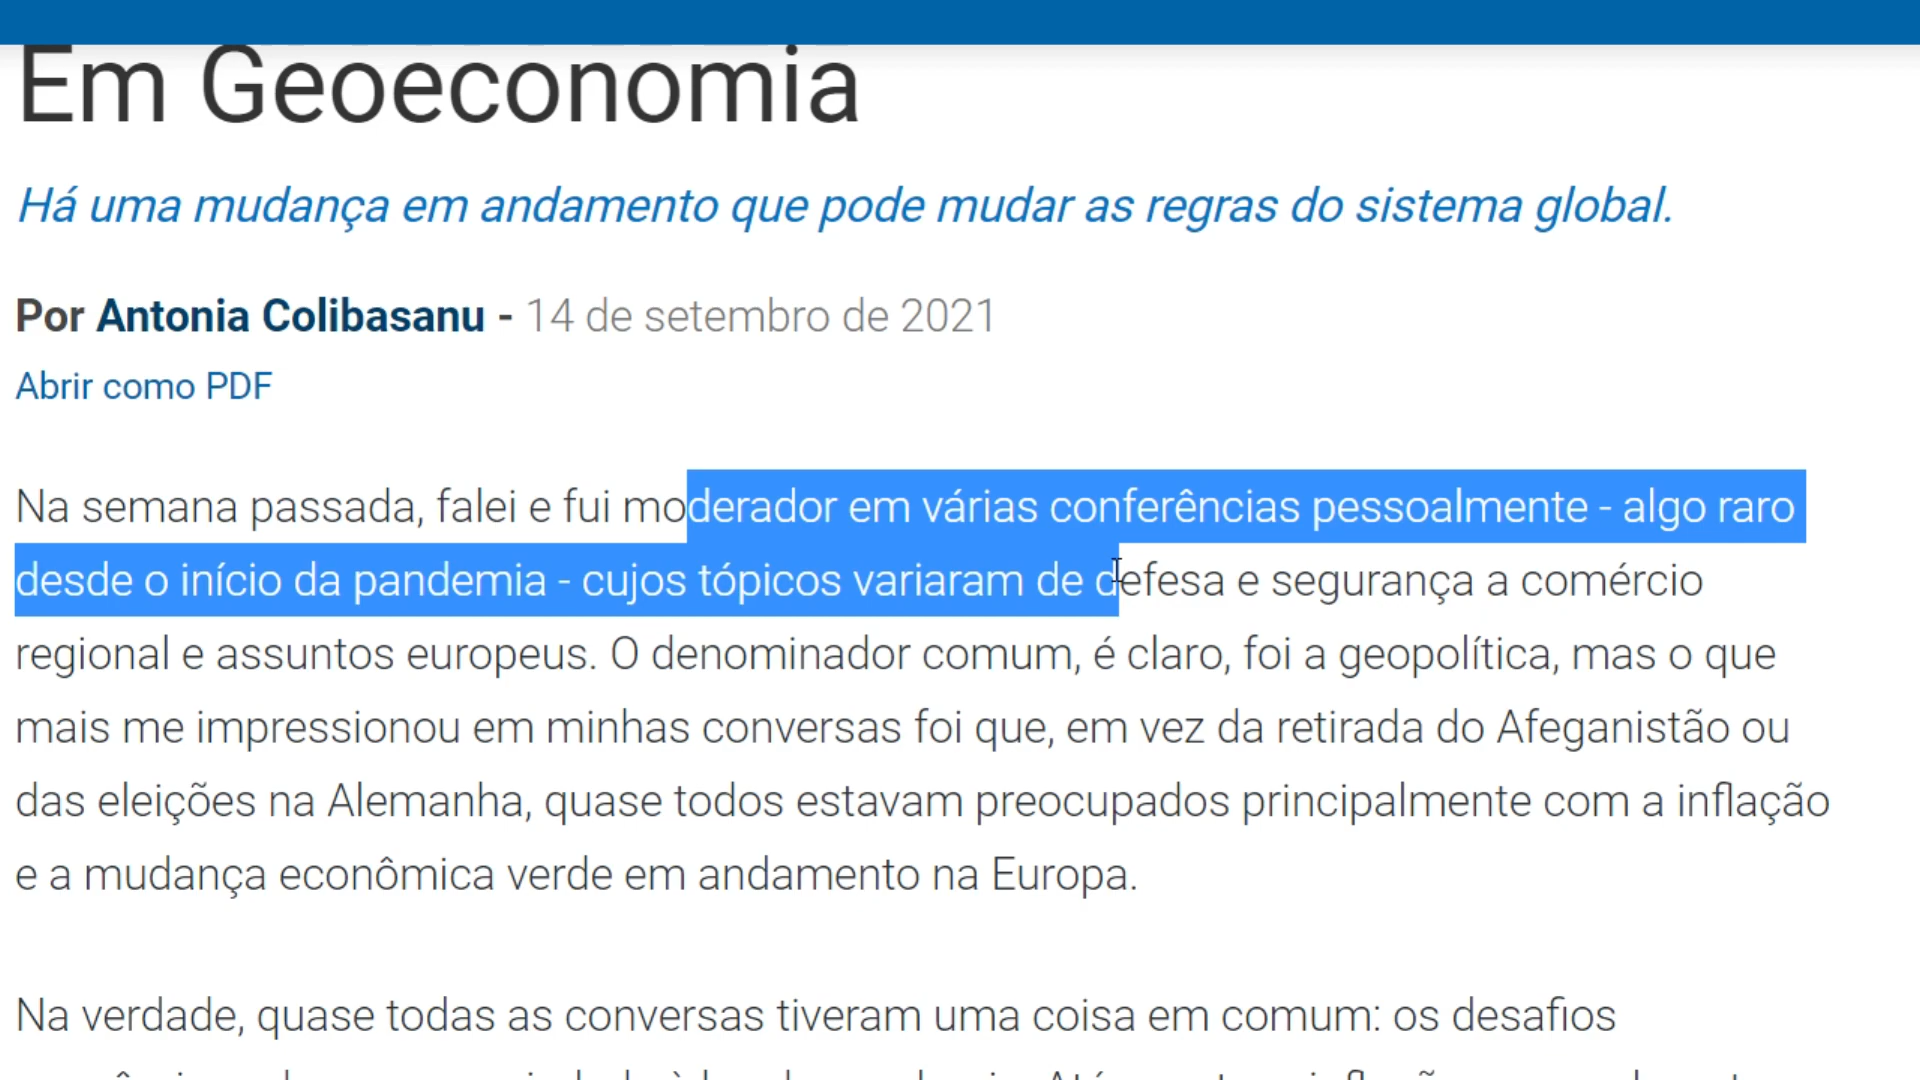 Em Geoeconomia
Há uma mudança em andamento que pode mudar as regras do sistema global.
Por Antonia Colibasanu - 14 de setembro de 2021
Abrir como PDF
Na semana passada, falei e fui moderador em várias conferências pessoalmente - algo raro
desde o início da pandemia - cujos tópicos variaram de defesa e segurança a comércio
regional e assuntos europeus. O denominador comum, é claro, foi a geopolítica, mas o que
mais me impressionou em minhas conversas foi que, em vez da retirada do Afeganistão ou
das eleições na Alemanha, quase todos estavam preocupados principalmente com a inflação
e a mudança econômica verde em andamento na Europa.
Na verdade, quase todas as conversas tiveram uma coisa em comum: os desafios